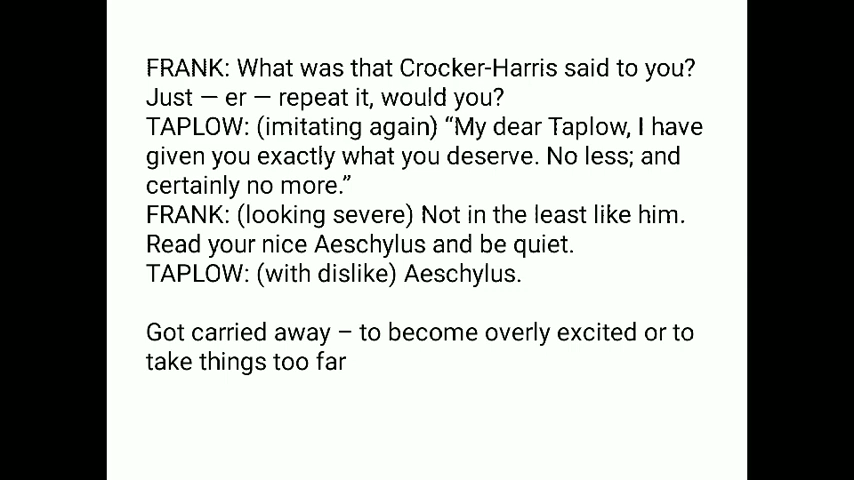 FRANK: What was that Crocker-Harris said to you?
Just — er — repeat it, would you?
TAPLOW: (imitating again) “My dear Taplow, I have
given you exactly what you deserve. No less; and
certainly no more.”
FRANK: (looking severe) Not in the least like him.
Read your nice Aeschylus and be quiet.
TAPLOW: (with dislike) Aeschylus.
Got carried away – to become overly excited or to
take things too far